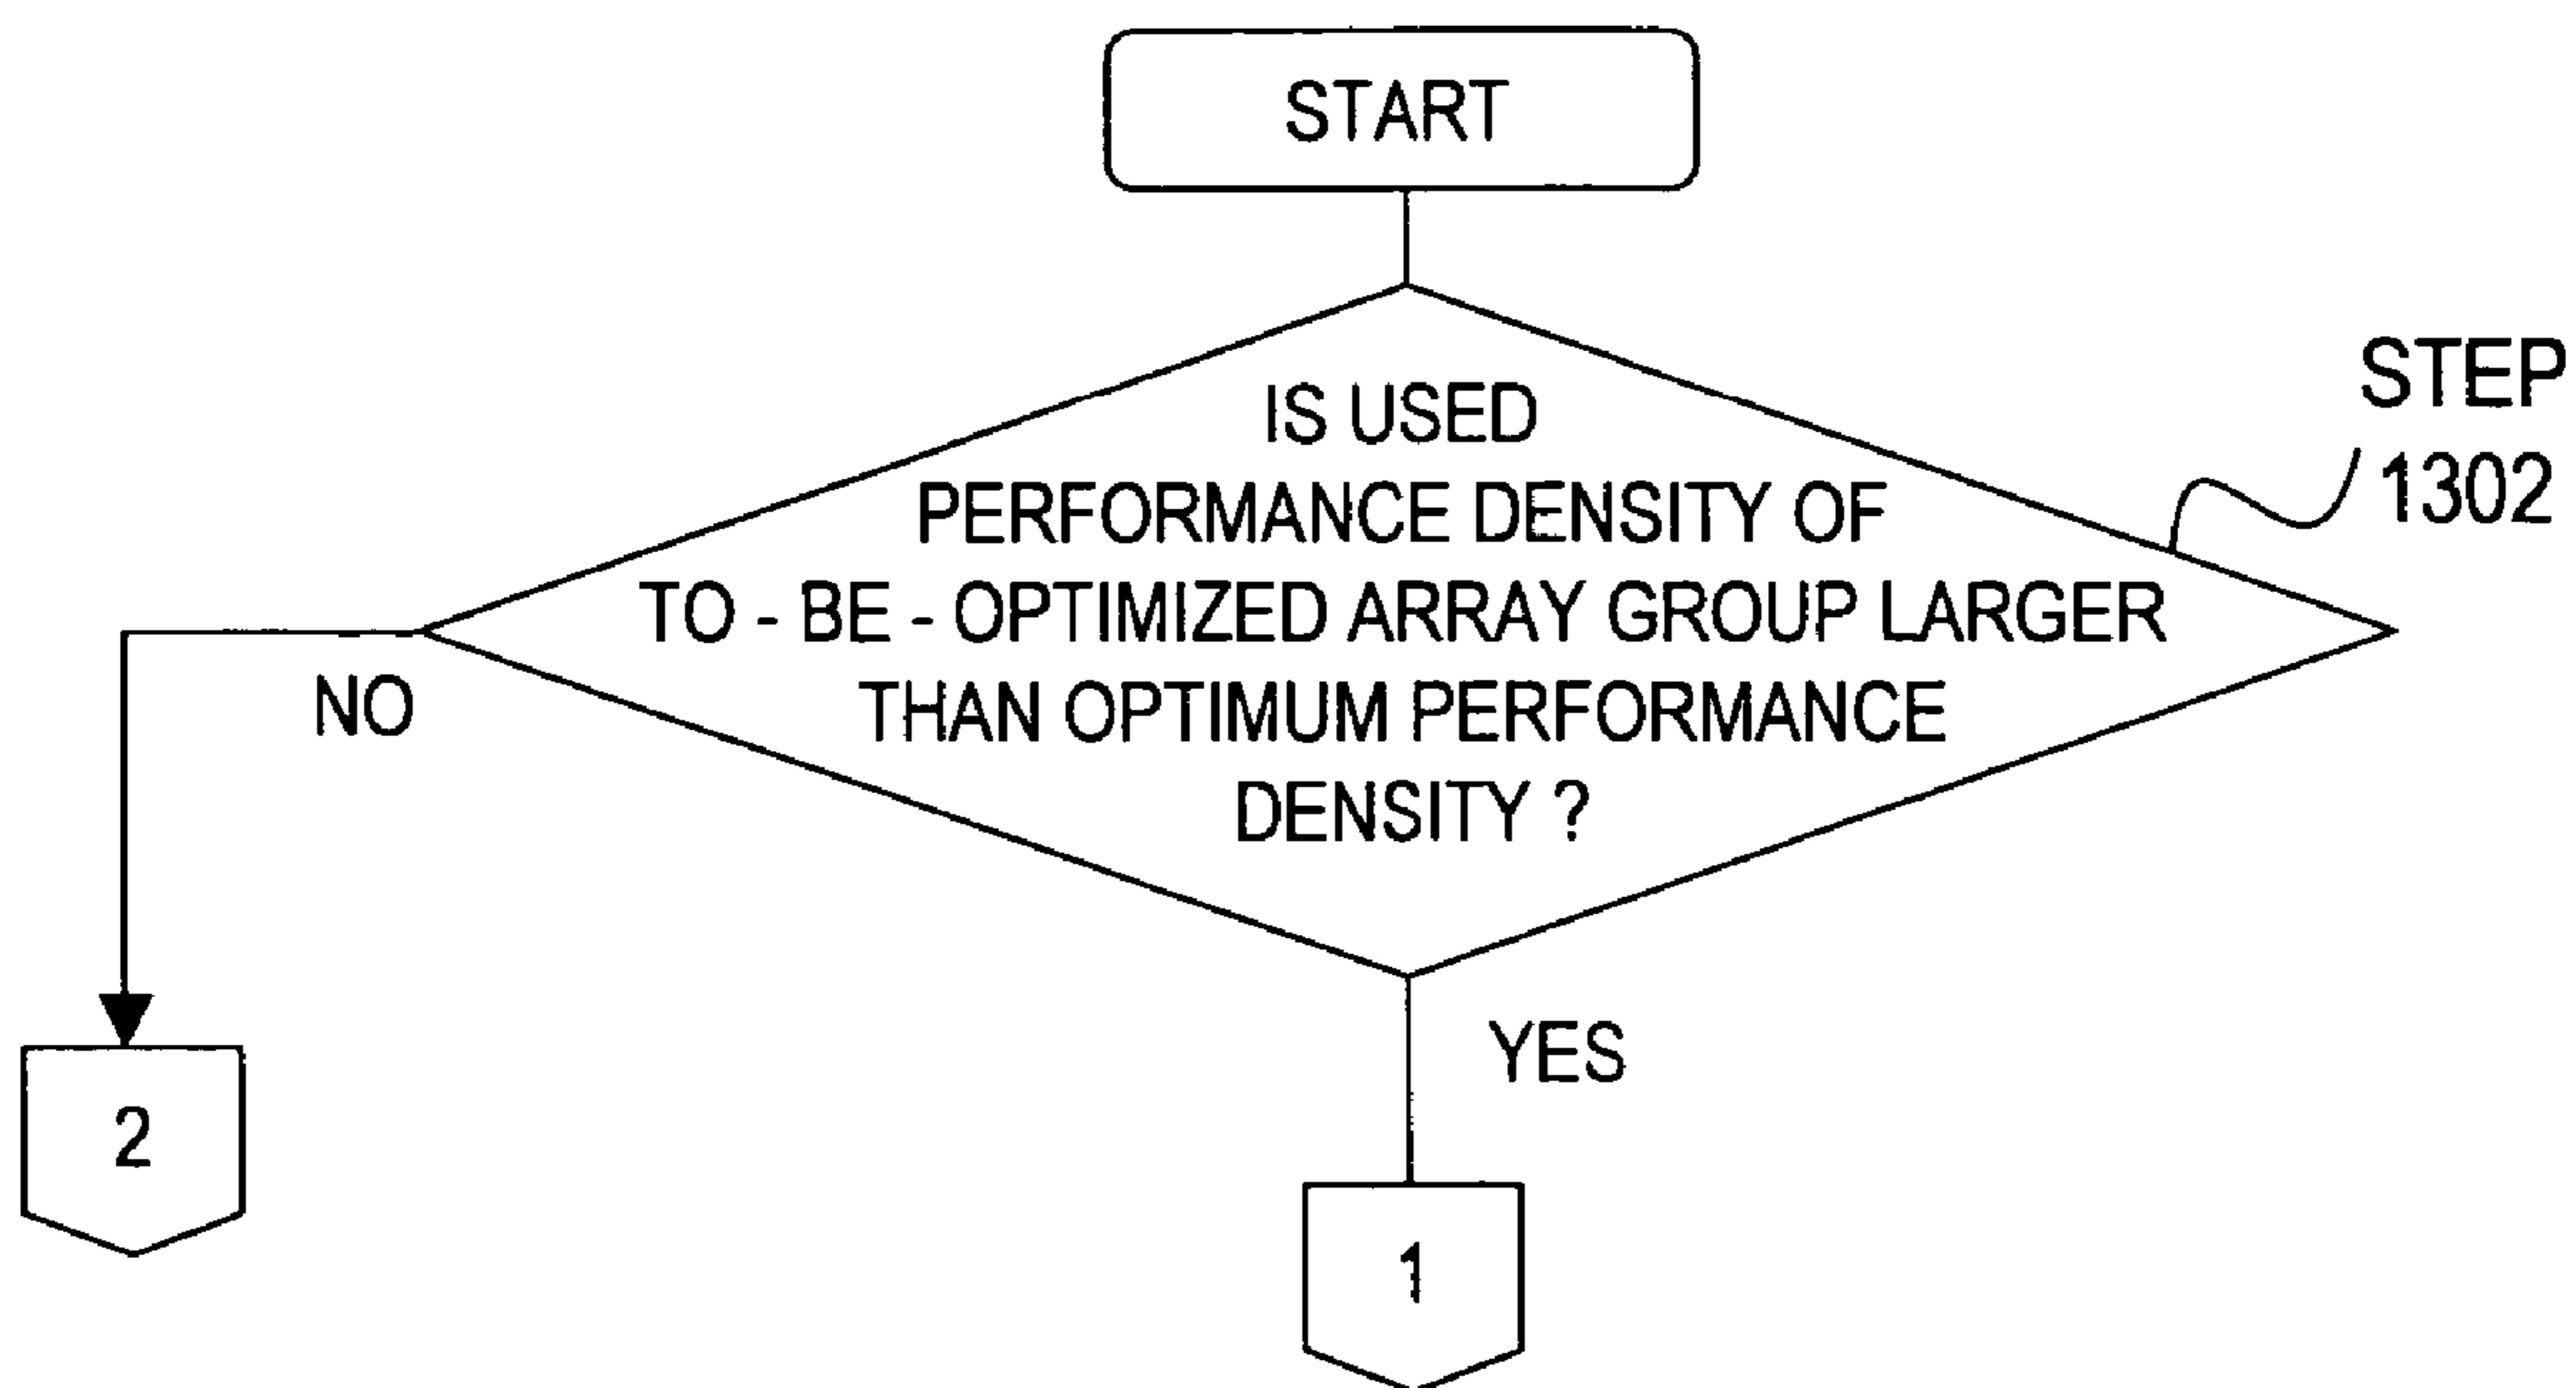 START
IS USED
PERFORMANCE DENSITY OF
TO - BE - OPTIMIZED ARRAY GROUP LARGER
THAN OPTIMUM PERFORMANCE
DENSITY ?
STEP
1302
NO
YES
2
1